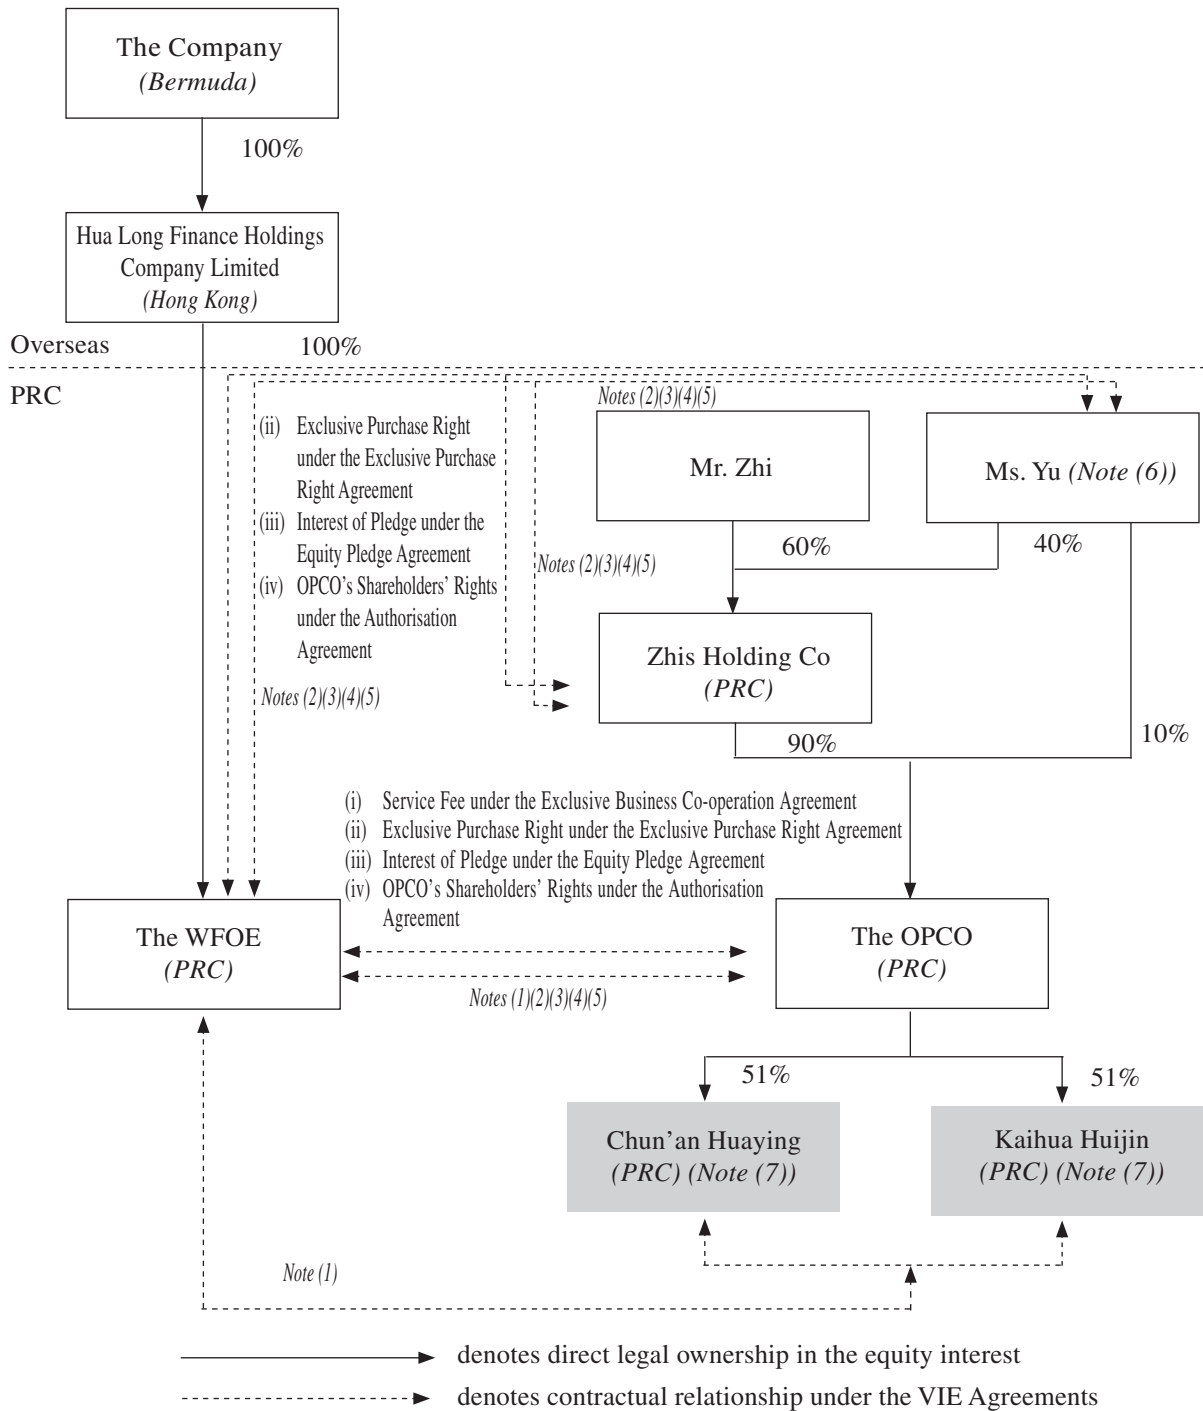 The Company
(Bermuda)
100%
Hua Long Finance Holdings
Company Limited
(Hong Kong)
Overseas
100%
PRC
Notes (2)(3)(4)(5)
(ii) Exclusive Purchase Right
under the Exclusive Purchase
Right Agreement
(iii) Interest of Pledge under the
Equity Pledge Agreement
(iv) OPCO's Shareholders' Rights
under the Authorisation
Agreement
Notes (2)(3)(4)(5)
Mr. Zhi
Ms. Yu (Note (6))
60%
40%
Notes (2)(3)(4)(5)
Zhis Holding Co
(PRC)
90%
10%
(i) Service Fee under the Exclusive Business Co-operation Agreement
(ii) Exclusive Purchase Right under the Exclusive Purchase Right Agreement
(iii) Interest of Pledge under the Equity Pledge Agreement
(iv) OPCO's Shareholders' Rights under the Authorisation
Agreement
The WFOE
(PRC)
The OPCO
(PRC)
Notes (1)(2)(3)(4)(5)
51%
51%
Chun'an Huaying
(PRC) (Note (7))
Kaihua Huijin
(PRC) (Note (7))
Note (1)
denotes direct legal ownership in the equity interest
denotes contractual relationship under the VIE Agreements